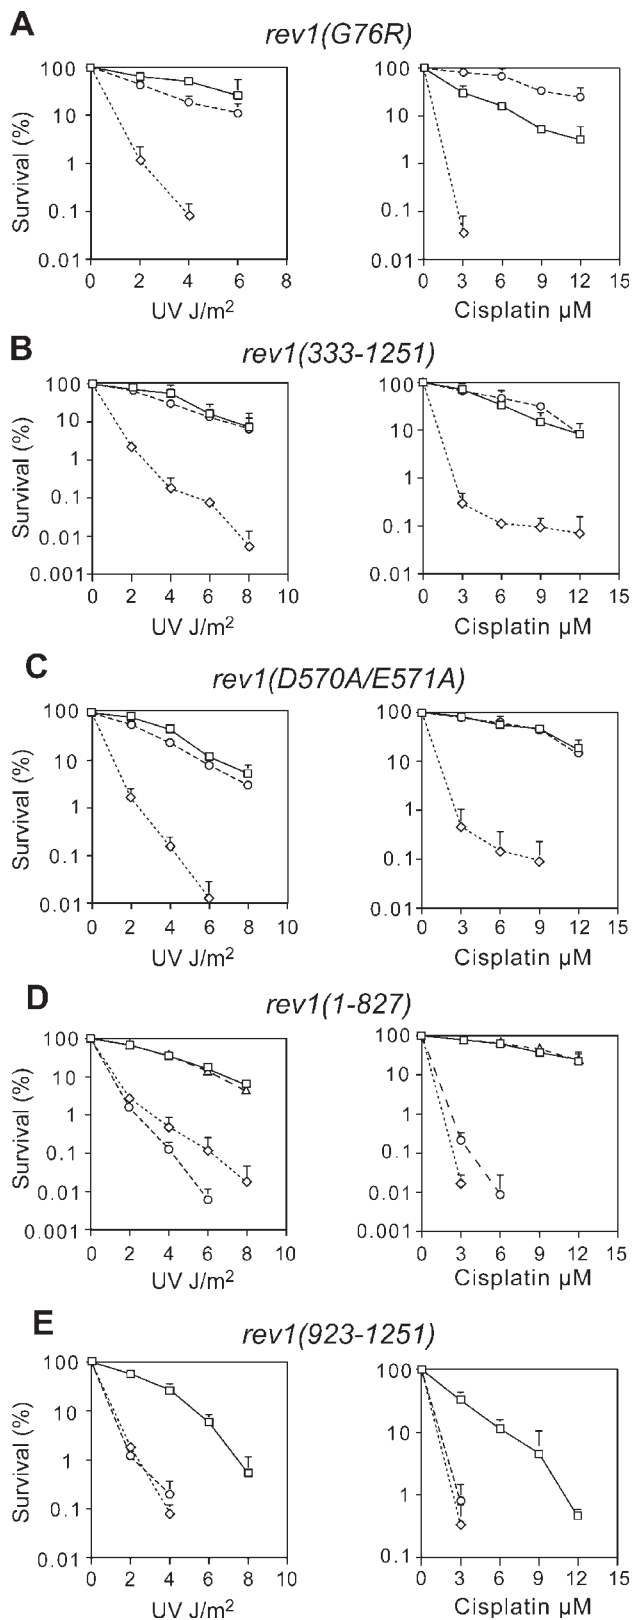 A
rev1(G76R)
100
10
1
0.1
0.01
Survival (%)
0 2 4 6 8
UV J/m²
100
10
1
0.1
0.01
0 3 6 9 12 15
Cisplatin µM
B
rev1(333-1251)
100
10
1
0.1
0.01
0.001
Survival (%)
0 2 4 6 8 10
UV J/m²
100
10
1
0.1
0.01
0 3 6 9 12 15
Cisplatin µM
C
rev1(D570A/E571A)
100
10
1
0.1
0.01
Survival (%)
0 2 4 6 8 10
UV J/m²
100
10
1
0.1
0.01
0 3 6 9 12 15
Cisplatin µM
D
rev1(1-827)
100
10
1
0.1
0.01
0.001
Survival (%)
0 2 4 6 8 10
UV J/m²
100
10
1
0.1
0.01
0.001
0 3 6 9 12 15
Cisplatin µM
E
rev1(923-1251)
100
10
1
0.1
0.01
Survival (%)
0 2 4 6 8 10
UV J/m²
100
10
1
0.1
0 3 6 9 12 15
Cisplatin µM